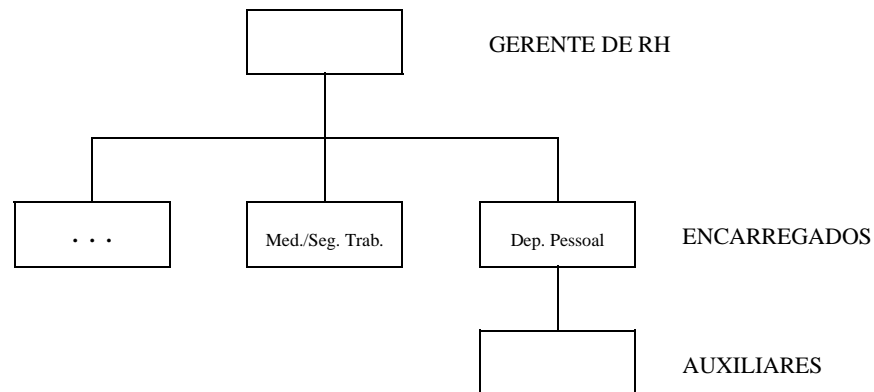 GERENTE DE RH
. . .
Med./Seg. Trab.
Dep. Pessoal
ENCARREGADOS
AUXILIARES